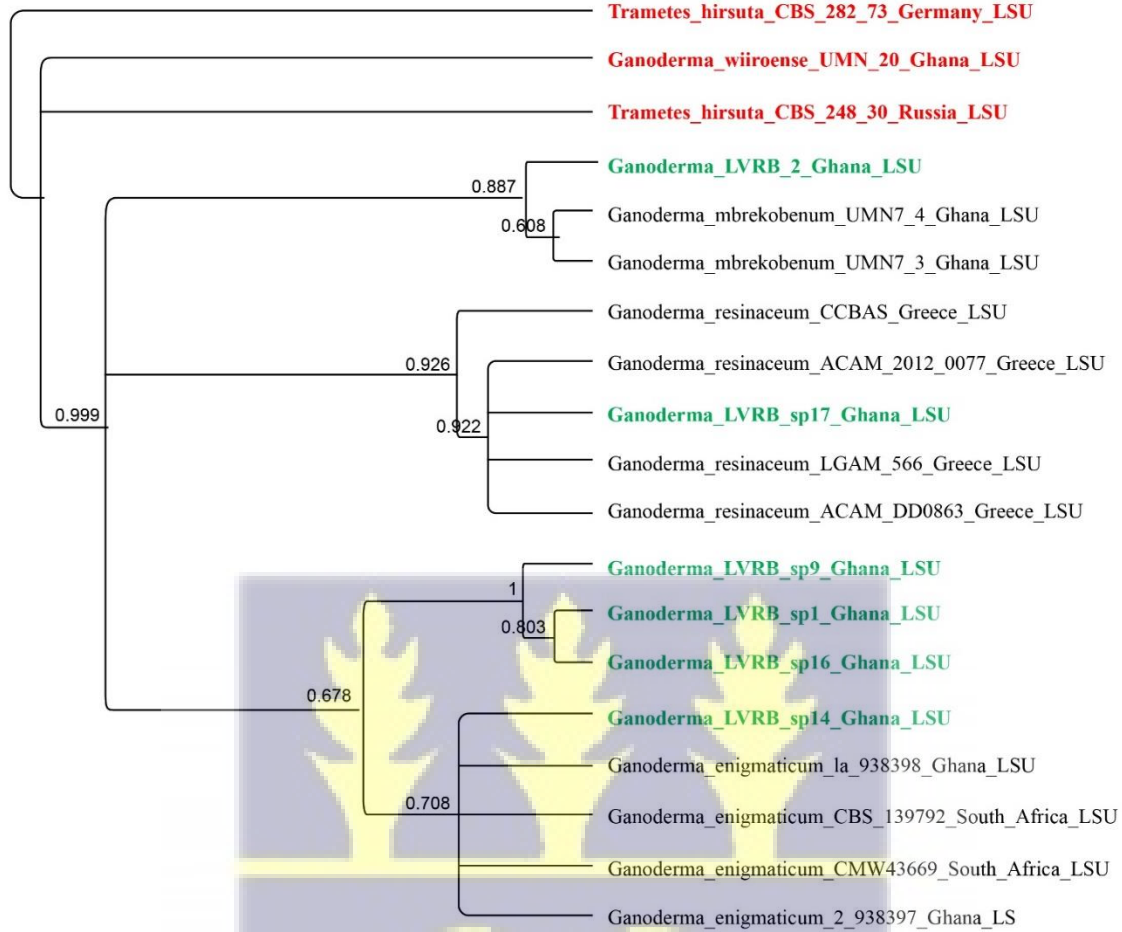 Trametes_hirsuta_CBS_282_73_Germany_LSU
Ganoderma_wiiroense_UMN_20_Ghana_LSU
Trametes_hirsuta_CBS_248_30_Russia_LSU
Ganoderma_LVRB_2_Ghana_LSU
0.887
Ganoderma_mbrekobenum_UMN7_4_Ghana_LSU
0.608
Ganoderma_mbrekobenum_UMN7_3_Ghana_LSU
Ganoderma_resinaceum_CCBAS_Greece_LSU
0.926
Ganoderma_resinaceum_ACAM_2012_0077_Greece_LSU
0.999
Ganoderma_LVRB_sp17_Ghana_LSU
0.922
Ganoderma_resinaceum_LGAM_566_Greece_LSU
Ganoderma_resinaceum_ACAM_DD0863_Greece_LSU
Ganoderma_LVRB_sp9_Ghana_LSU
1
Ganoderma_LVRB_sp1_Ghana_LSU
0.803
Ganoderma_LVRB_sp16_Ghana_LSU
0.678
Ganoderma_LVRB_sp14_Ghana_LSU
Ganoderma_enigmaticum_la_938398_Ghana_LSU
0.708
Ganoderma_enigmaticum_CBS_139792_South_Africa_LSU
Ganoderma_enigmaticum_CMW43669_South_Africa_LSU
Ganoderma_enigmaticum_2_938397_Ghana_LS